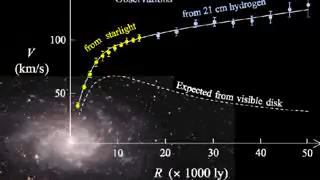 Observations
from 21 cm hydrogen
from starlight
100
V
(km/s)
Expected from visible disk
50
10
20
30
40
50
R (× 1000 ly)